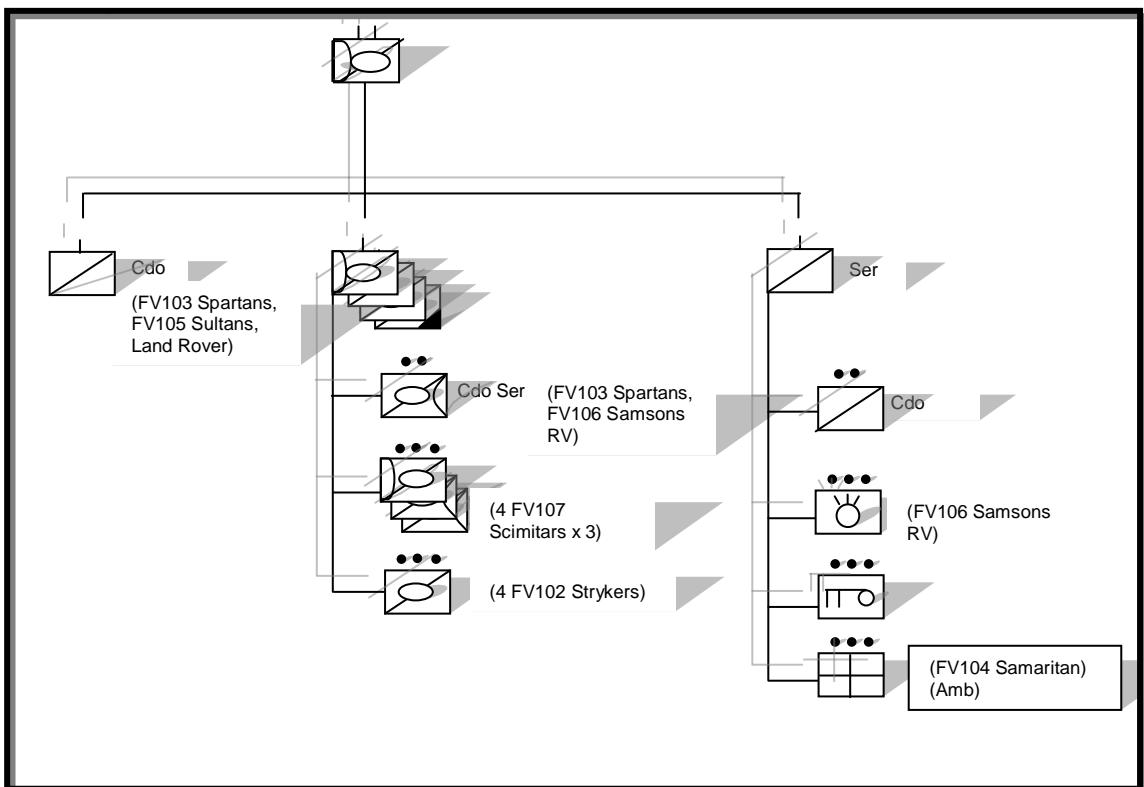 Cdo
(FV103 Spartans,
FV105 Sultans,
Land Rover)
Ser
Cdo Ser
(FV103 Spartans,
FV106 Samsons
RV)
Cdo
(4 FV107
Scimitars x 3)
(FV106 Samsons
RV)
(4 FV102 Strykers)
(FV104 Samaritan)
(Amb)